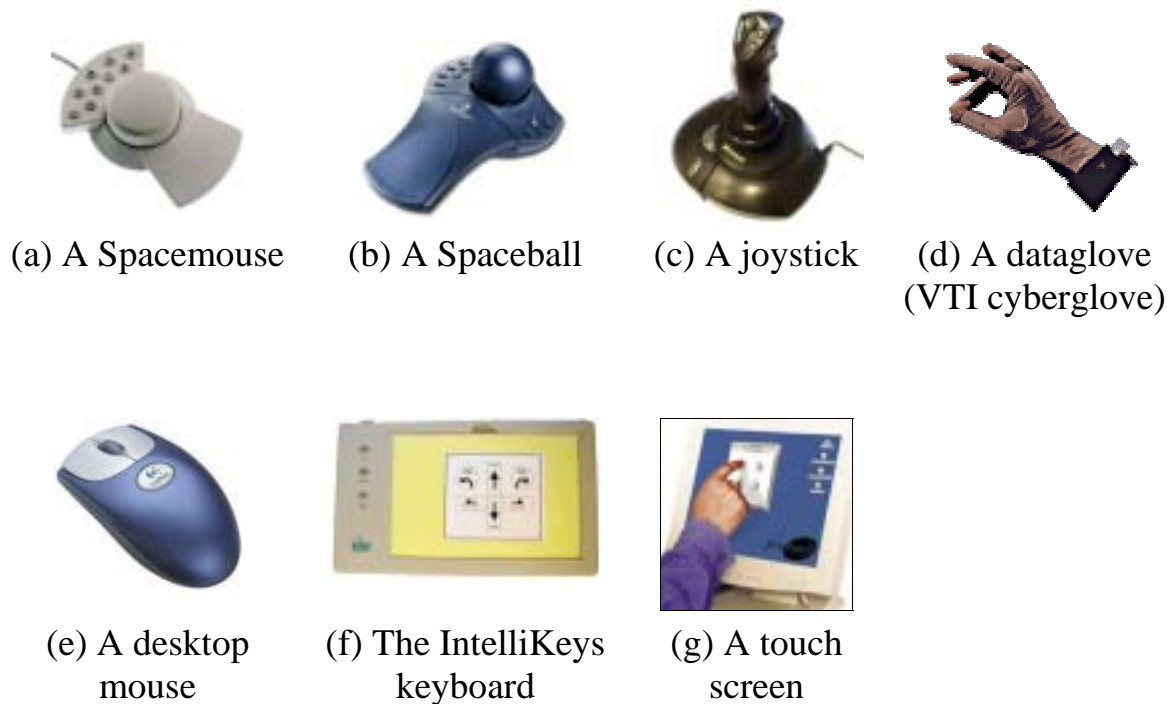 (a) A Spacemouse
(b) A Spaceball
(c) A joystick
(d) A dataglove
(VTI cyberglove)
(e) A desktop
mouse
(f) The IntelliKeys
keyboard
(g) A touch
screen